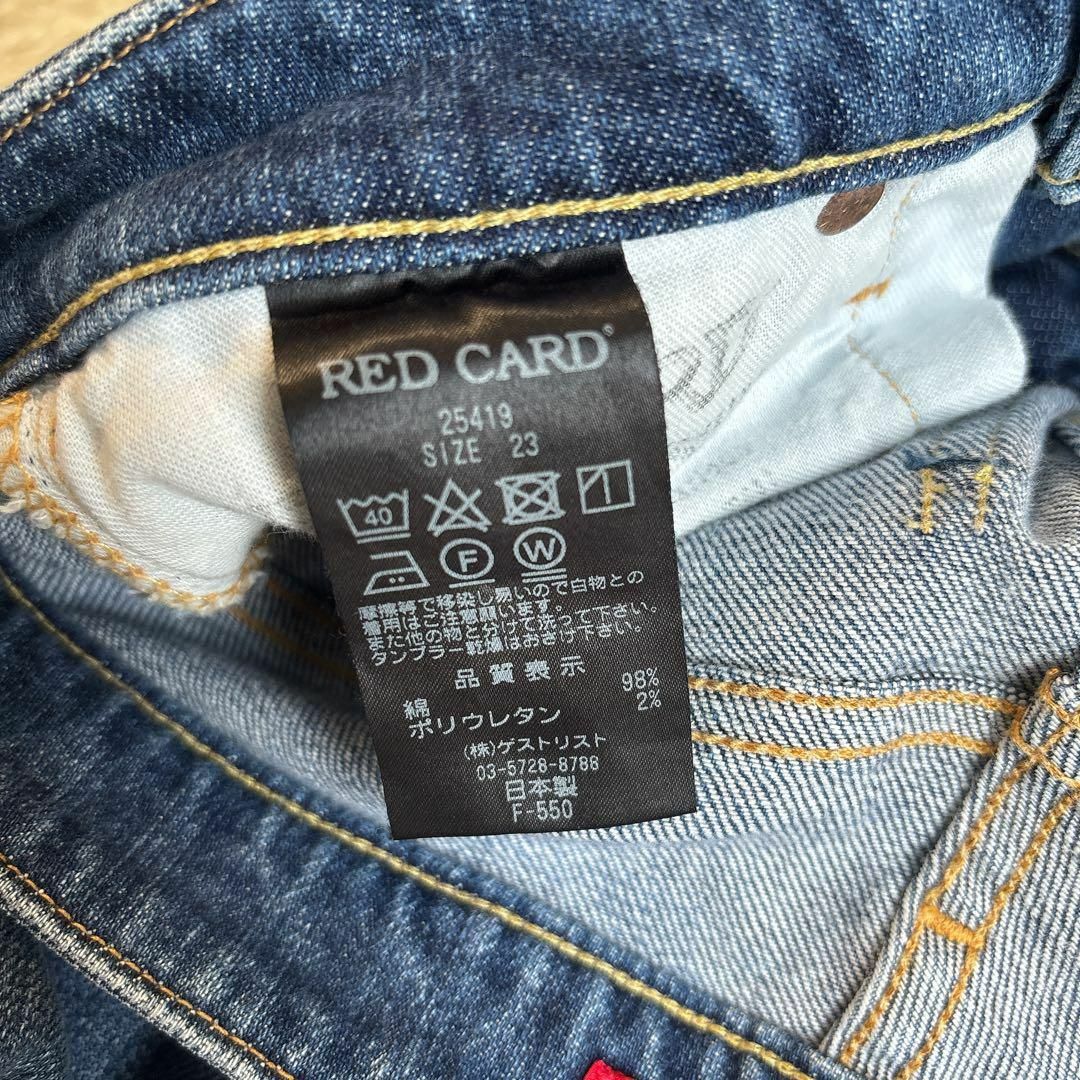 RED CARD®
25419
SIZE 23
40
F W
摩擦等で移染し易いので白物との
着用はご注意願います。
また他の物と分けて洗って下さい。
タンブラー乾燥はおさけ下さい。
品質表示
綿 98%
ポリウレタン 2%
(株)ゲストリスト
03-5728-8788
日本製
F-550